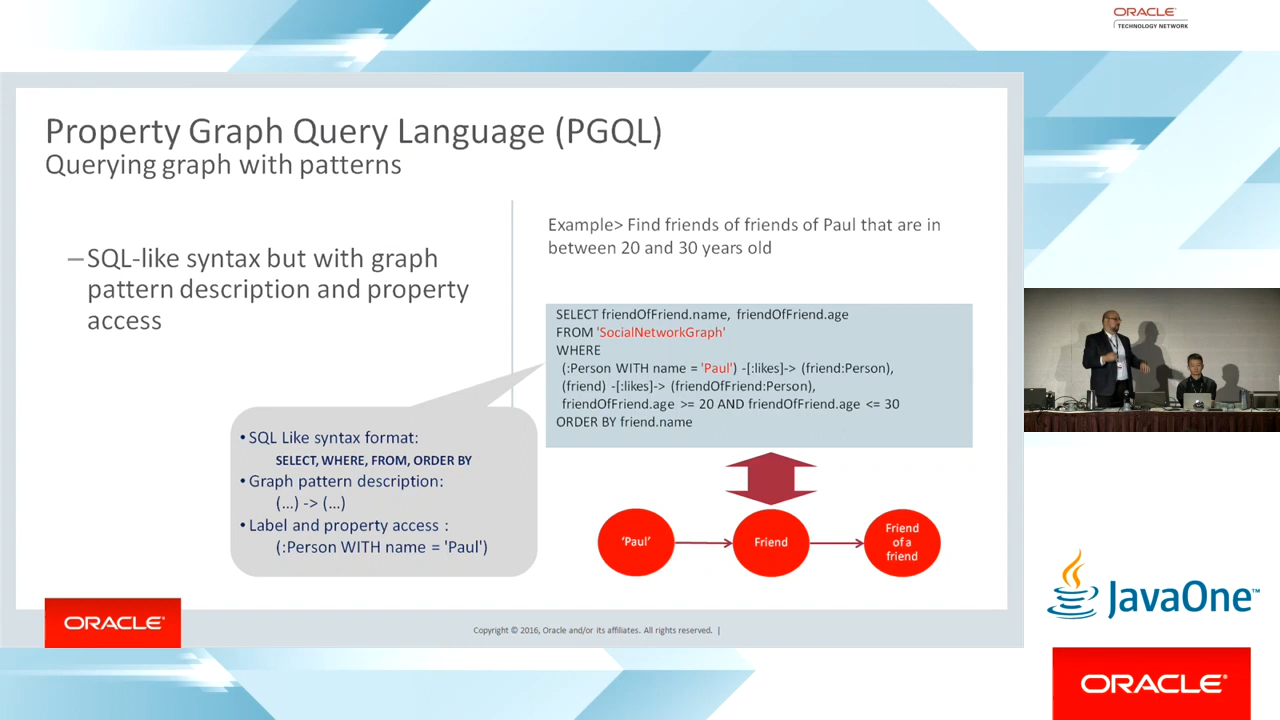 ORACLE
TECHNOLOGY NETWORK
Property Graph Query Language (PGQL)
Querying graph with patterns
–SQL-like syntax but with graph
pattern description and property
access
Example> Find friends of friends of Paul that are in
between 20 and 30 years old
SELECT friendOfFriend.name, friendOfFriend.age
FROM 'SocialNetworkGraph'
WHERE
(:Person WITH name = 'Paul') -[:likes]-> (friend:Person),
(friend) -[:likes]-> (friendOfFriend:Person),
friendOfFriend.age >= 20 AND friendOfFriend.age <= 30
ORDER BY friend.name
• SQL Like syntax format:
SELECT, WHERE, FROM, ORDER BY
• Graph pattern description:
(...) -> (...)
• Label and property access :
(:Person WITH name = 'Paul')
'Paul'
Friend
Friend
of a
friend
ORACLE®
Copyright © 2016, Oracle and/or its affiliates. All rights reserved. |
JavaOne™
ORACLE®